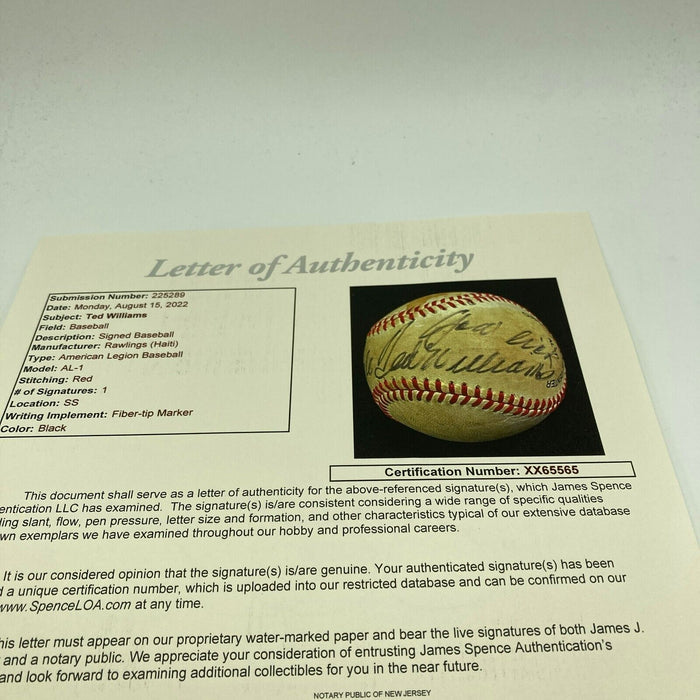 Letter of Authenticity
Submission Number: 225289
Date: Monday, August 15, 2022
Subject: Ted Williams
Field: Baseball
Description: Signed Baseball
Manufacturer: Rawlings (Haiti)
Type: American Legion Baseball
Model: AL-1
Stitching: Red
# of Signatures: 1
Location: SS
Writing Implement: Fiber-tip Marker
Color: Black
Ted Williams
Certification Number: XX65565
This document shall serve as a letter of authenticity for the above-referenced signature(s), which James Spence
entication LLC has examined. The signature(s) is/are consistent considering a wide range of specific qualities
ling slant, flow, pen pressure, letter size and formation, and other characteristics typical of our extensive database
wn exemplars we have examined throughout our hobby and professional careers.
It is our considered opinion that the signature(s) is/are genuine. Your authenticated signature(s) has been
d a unique certification number, which is uploaded into our restricted database and can be confirmed on our
www.SpenceLOA.com at any time.
his letter must appear on our proprietary water-marked paper and bear the live signatures of both James J.
and a notary public. We appreciate your consideration of entrusting James Spence Authentication's
and look forward to examining additional collectibles for you in the near future.
NOTARY PUBLIC OF NEW JERSEY